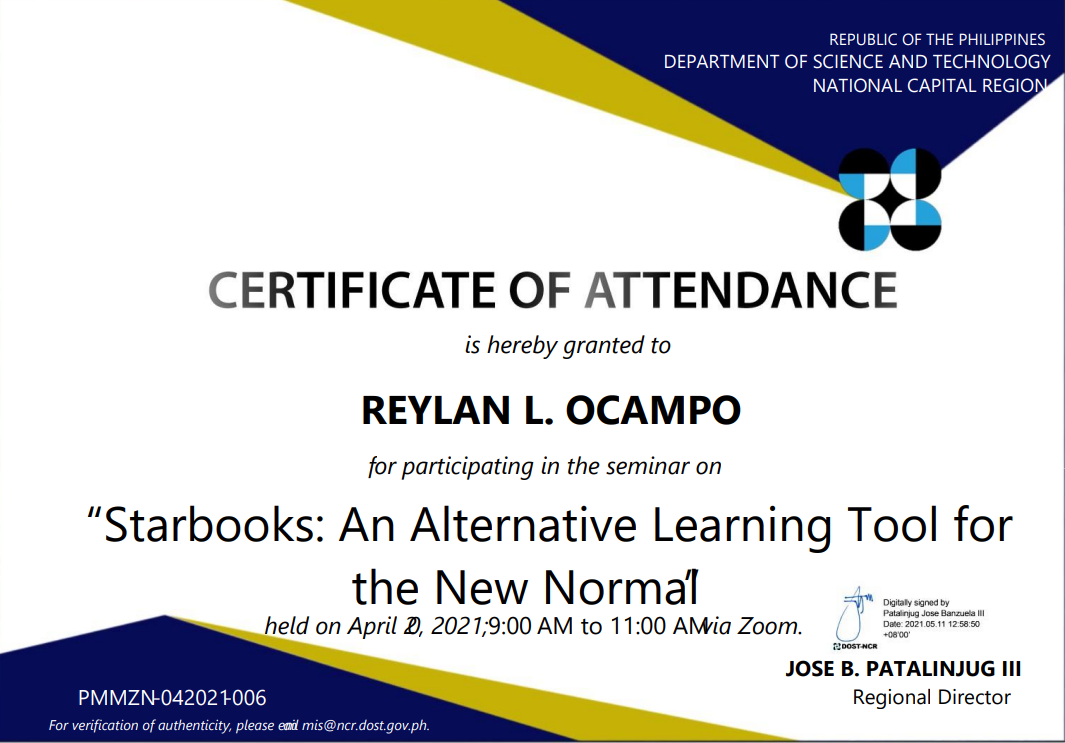 REPUBLIC OF THE PHILIPPINES
DEPARTMENT OF SCIENCE AND TECHNOLOGY
NATIONAL CAPITAL REGION
CERTIFICATE OF ATTENDANCE
is hereby granted to
REYLAN L. OCAMPO
for participating in the seminar on
“Starbooks: An Alternative Learning Tool for
the New Normal”
held on April 20, 2021; 9:00 AM to 11:00 AM via Zoom.
Digitally signed by
Patalinjug Jose Banzuela III
Date: 2021.05.11 12:58:50
+08'00'
DOST-NCR
JOSE B. PATALINJUG III
Regional Director
PMMZN-042021-006
For verification of authenticity, please email mis@ncr.dost.gov.ph.